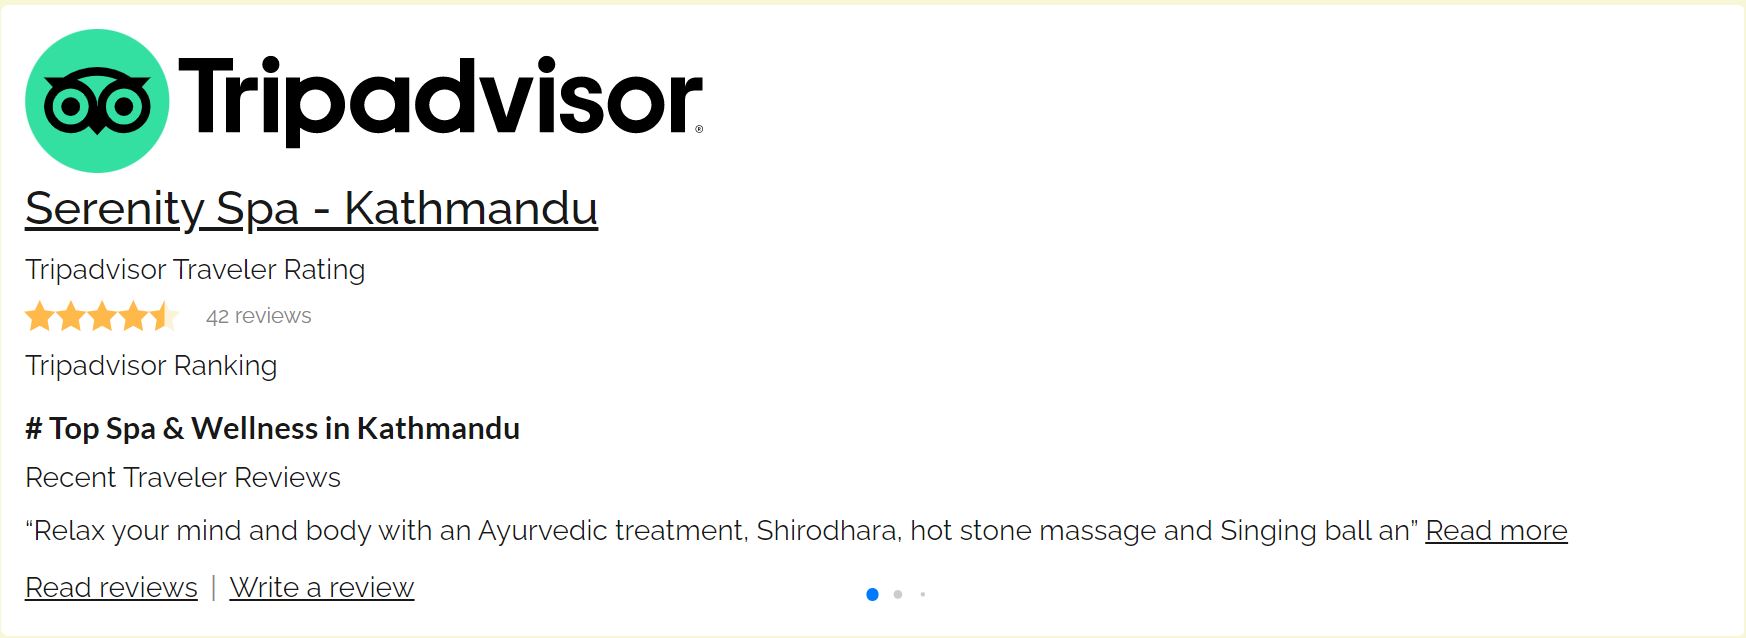 Tripadvisor®
Serenity Spa - Kathmandu
Tripadvisor Traveler Rating
42 reviews
Tripadvisor Ranking
# Top Spa & Wellness in Kathmandu
Recent Traveler Reviews
“Relax your mind and body with an Ayurvedic treatment, Shirodhara, hot stone massage and Singing ball an” Read more
Read reviews | Write a review